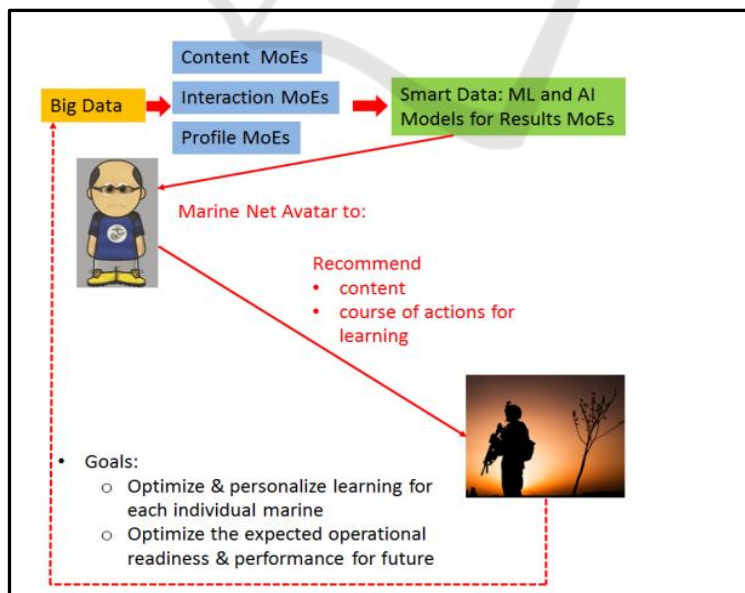 Content MoEs
Big Data
Interaction MoEs
Profile MoEs
Smart Data: ML and AI
Models for Results MoEs
Marine Net Avatar to:
Recommend
• content
• course of actions for
learning
• Goals:
o Optimize & personalize learning for
each individual marine
o Optimize the expected operational
readiness & performance for future